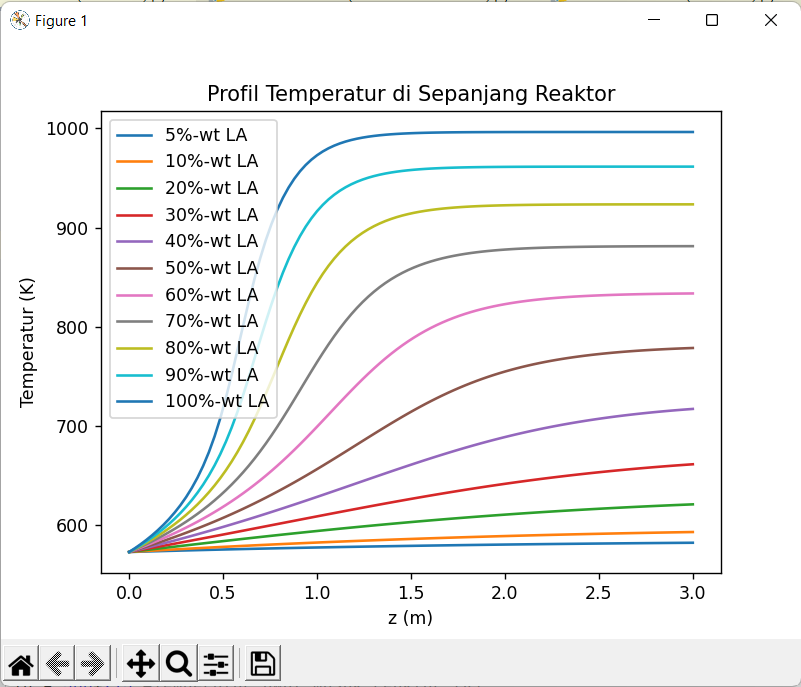 Figure 1
Profil Temperatur di Sepanjang Reaktor
1000
900
800
700
600
Temperatur (K)
5%-wt LA
10%-wt LA
20%-wt LA
30%-wt LA
40%-wt LA
50%-wt LA
60%-wt LA
70%-wt LA
80%-wt LA
90%-wt LA
100%-wt LA
0.0 0.5 1.0 1.5 2.0 2.5 3.0
z (m)